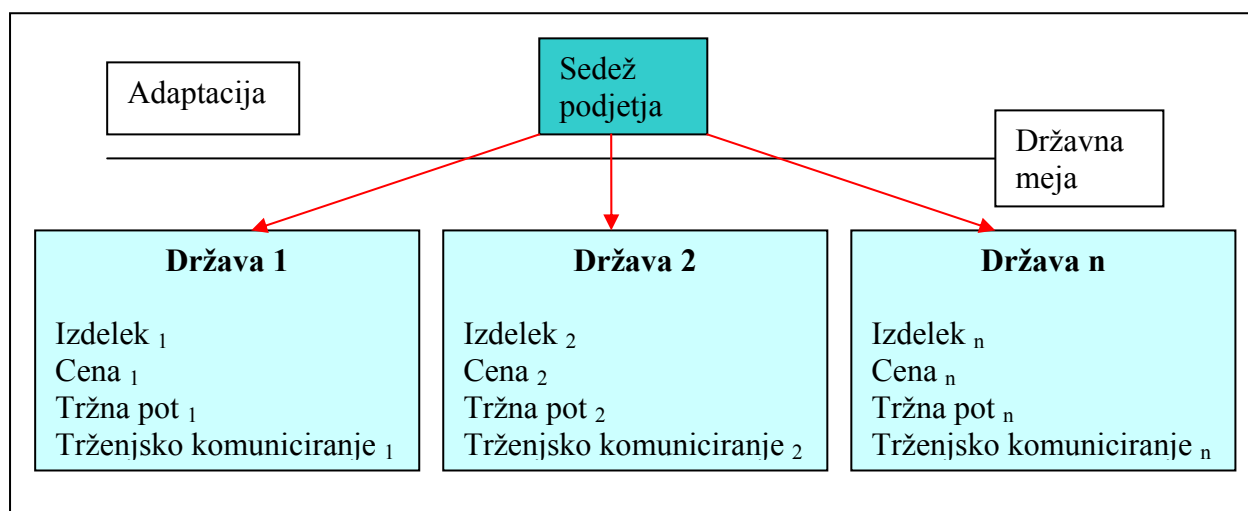 Adaptacija
Sedež
podjetja
Državna
meja
Država 1
Izdelek 1
Cena 1
Tržna pot 1
Trženjsko komuniciranje 1
Država 2
Izdelek 2
Cena 2
Tržna pot 2
Trženjsko komuniciranje 2
Država n
Izdelek n
Cena n
Tržna pot n
Trženjsko komuniciranje n